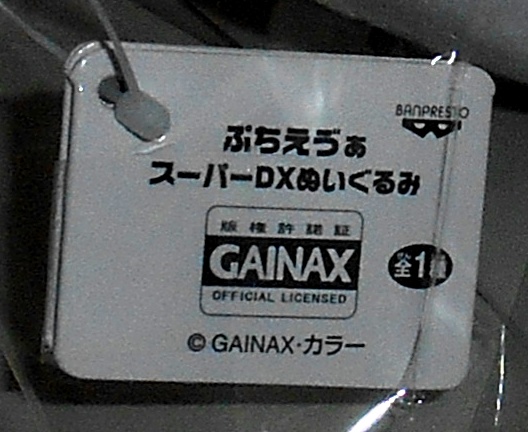 BANPRESTO
ぷちえゔぁ
スーパーDXぬいぐるみ
版権許諾証
GAINAX
OFFICIAL LICENSED
全1種
© GAINAX・カラー